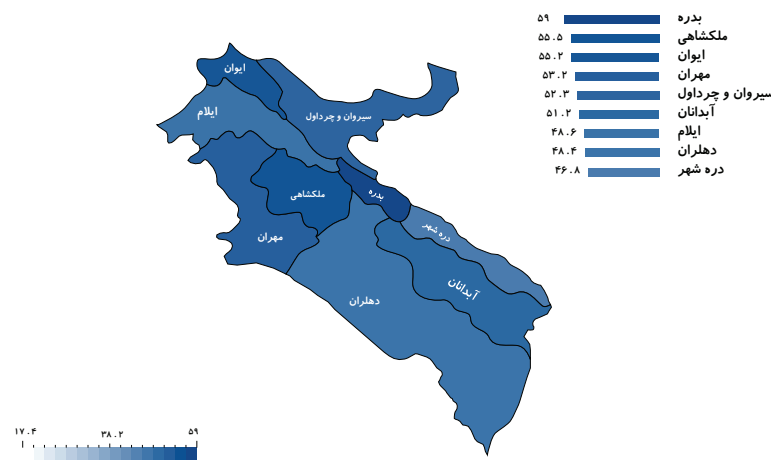 بدره ۵۹
ملکشاهی ۵۵.۵
ایوان ۵۵.۲
مهران ۵۳.۲
سیروان و چرداول ۵۲.۳
آبدانان ۵۱.۲
ایلام ۴۸.۶
دهلران ۴۸.۴
دره شهر ۴۶.۸
ایوان
ایلام
سیروان و چرداول
ملکشاهی
بدره
مهران
دره شهر
آبدانان
دهلران
۱۷.۴ ۳۸.۲ ۵۹